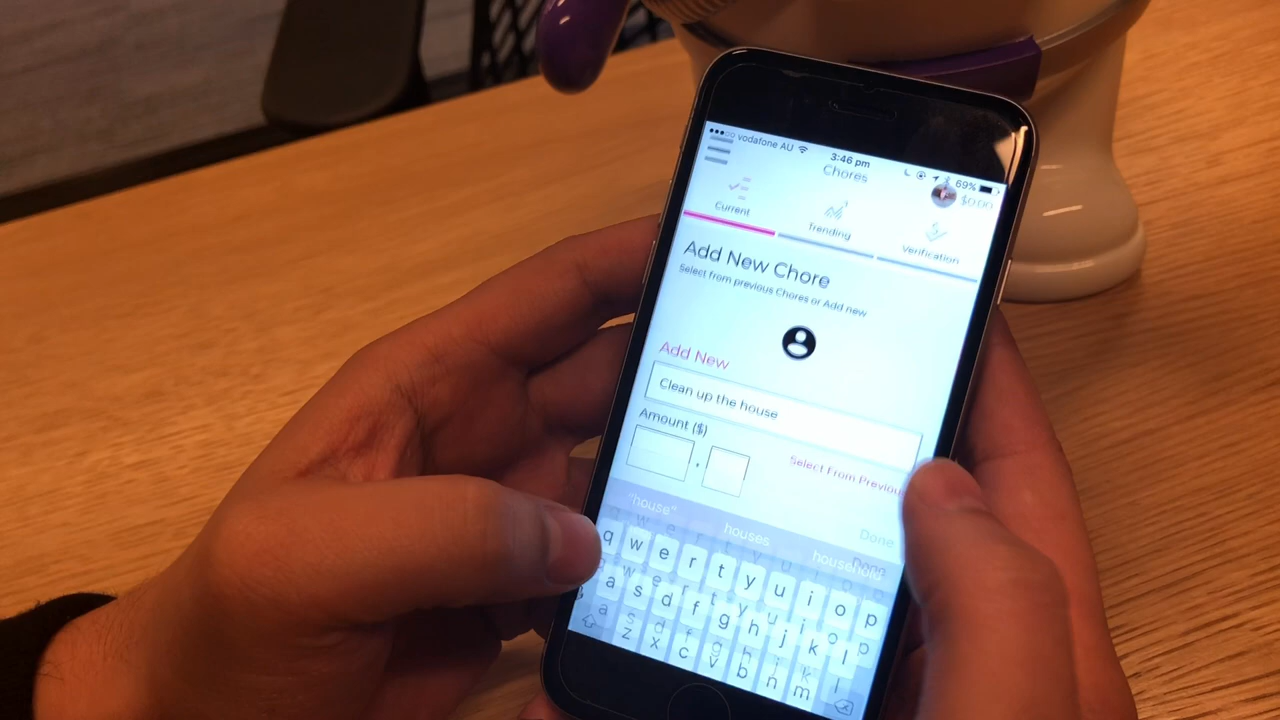 vodafone AU
3:46 pm
69%
Chores
$0.00
Current
Trending
Verification
Add New Chore
Select from previous Chores or Add new
Add New
Clean up the house
Amount ($)
.
Select From Previous
Done
"house"
houses
household
q w e r t y u i o p
a s d f g h j k l
z x c v b n m